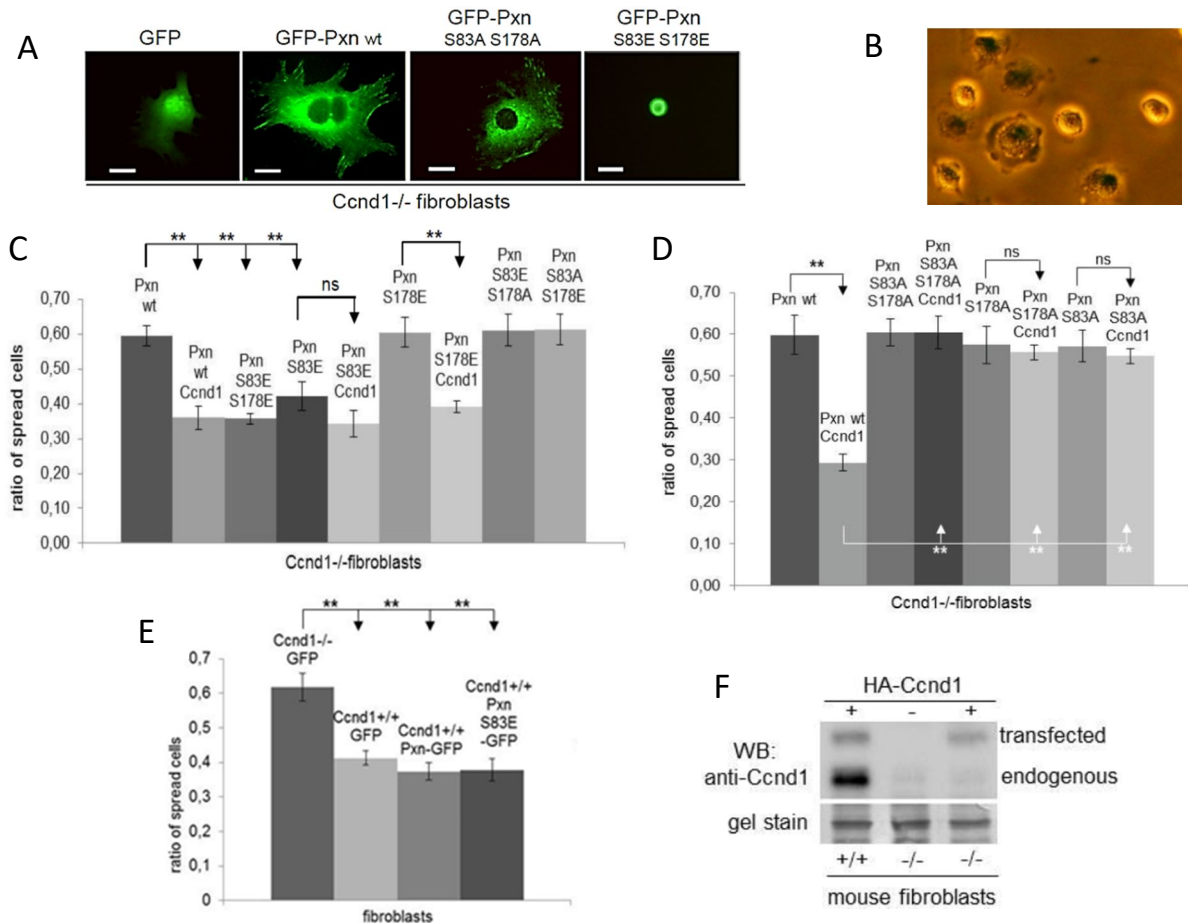 A
GFP
GFP-Pxn wt
GFP-Pxn
S83A S178A
GFP-Pxn
S83E S178E
Ccnd1-/- fibroblasts
B
C
**
**
**
**
ns
ratio of spread cells
0,70
0,60
0,50
0,40
0,30
0,20
0,10
0,00
Pxn
wt
Pxn
wt
Ccnd1
Pxn
S83E
S178E
Pxn
S83E
Pxn
S83E
Ccnd1
Pxn
S178E
Pxn
S178E
Ccnd1
Pxn
S83E
S178A
Pxn
S83A
S178E
Ccnd1-/-fibroblasts
D
**
ns
ns
ratio of spread cells
0,70
0,60
0,50
0,40
0,30
0,20
0,10
0,00
Pxn wt
Pxn wt
Ccnd1
Pxn
S83A
S178A
Pxn
S83A
S178A
Ccnd1
Pxn
S178A
Pxn
S178A
Ccnd1
Pxn
S83A
Pxn
S83A
Ccnd1
**
**
**
Ccnd1-/-fibroblasts
E
**
**
**
ratio of spread cells
0,7
0,6
0,5
0,4
0,3
0,2
0,1
0
Ccnd1-/-
GFP
Ccnd1+/+
GFP
Ccnd1+/+
Pxn-GFP
Ccnd1+/+
Pxn
S83E
-GFP
fibroblasts
F
HA-Ccnd1
+ - +
WB:
anti-Ccnd1
transfected
endogenous
gel stain
+/+ -/- -/-
mouse fibroblasts